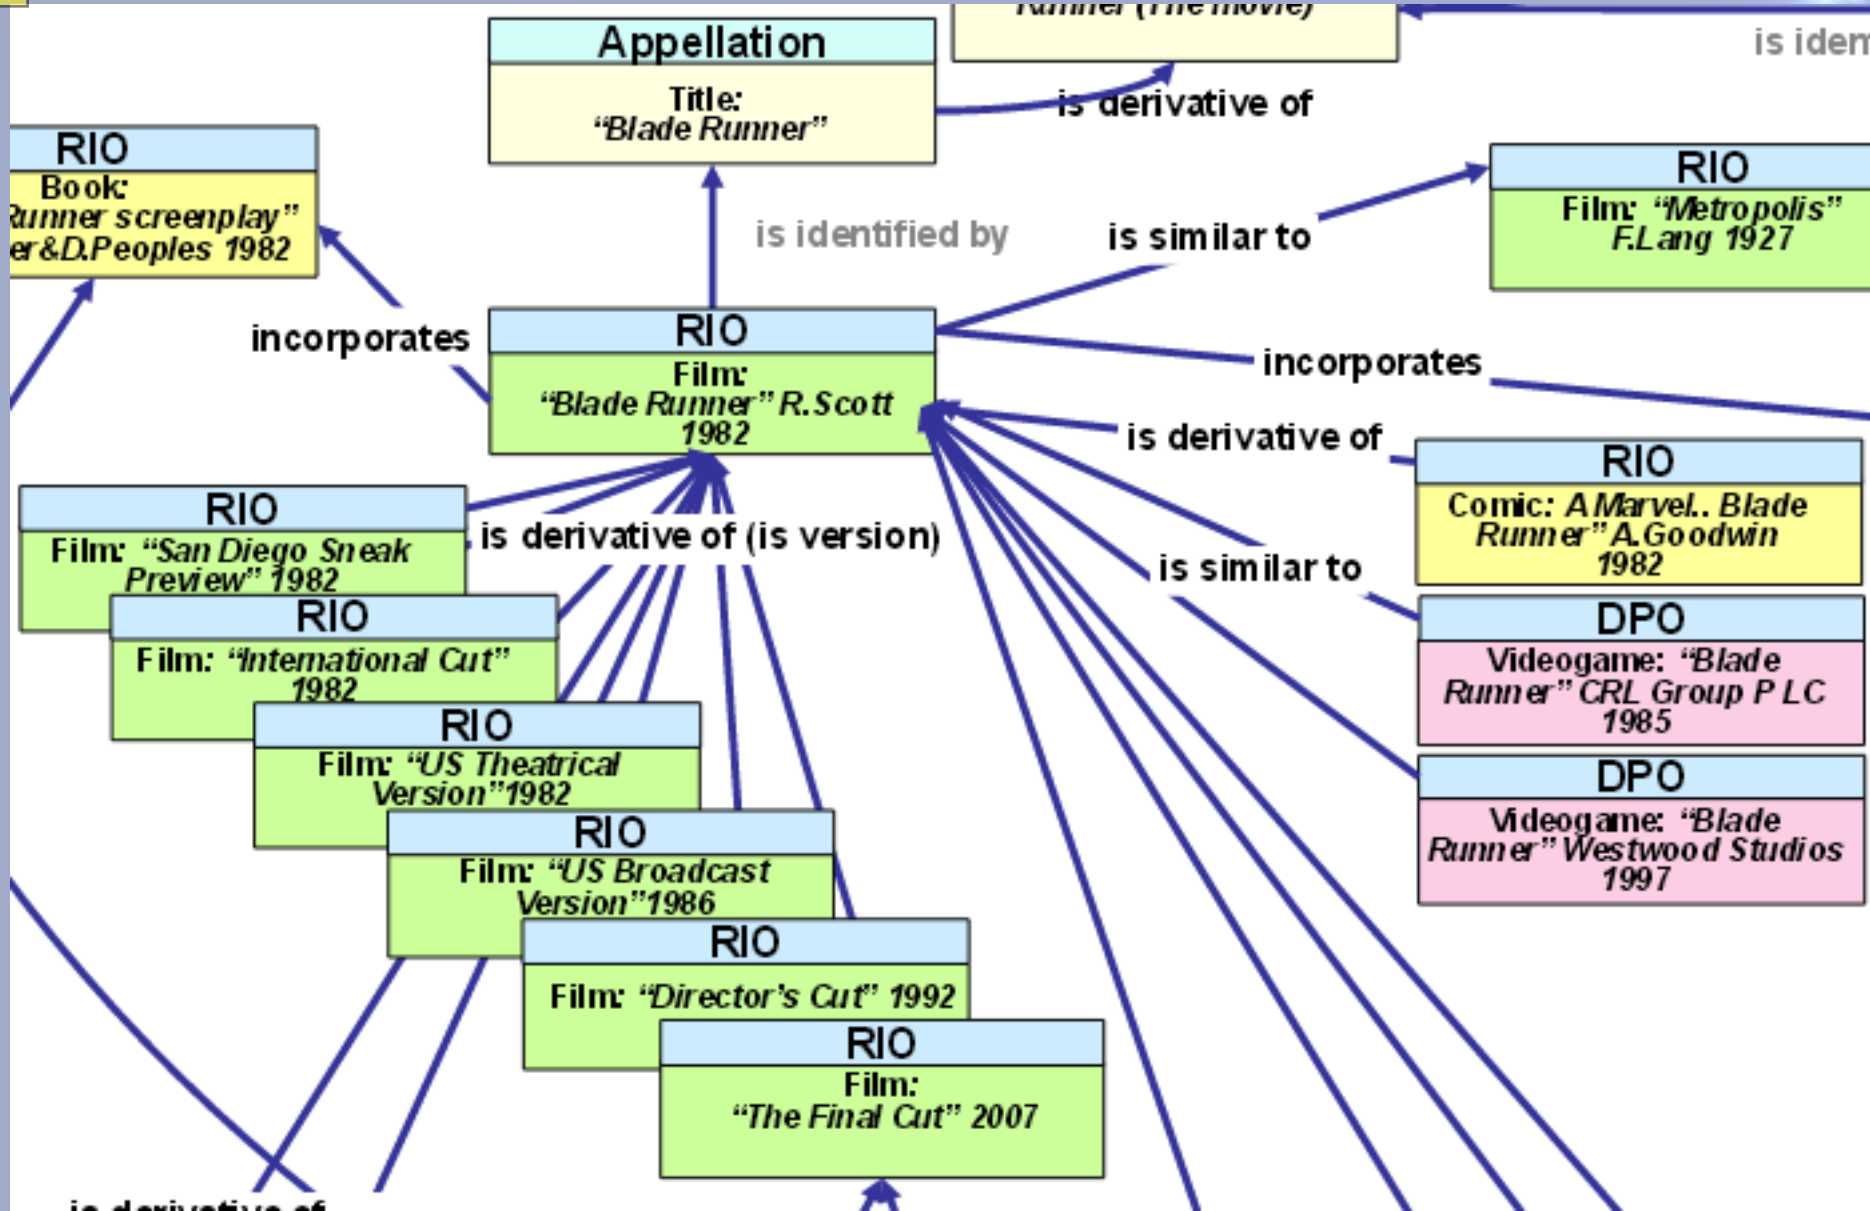 Runner (The movie)
Appellation
is iden
Title:
“Blade Runner”
is derivative of
RIO
Book:
Runner screenplay”
er&D.Peoples 1982
RIO
Film: “Metropolis”
F.Lang 1927
is identified by
is similar to
incorporates
RIO
Film:
“Blade Runner” R.Scott
1982
incorporates
is derivative of
RIO
Comic: A Marvel.. Blade
Runner” A.Goodwin
1982
RIO
Film: “San Diego Sneak
Preview” 1982
is derivative of (is version)
is similar to
RIO
Film: “International Cut”
1982
DPO
Videogame: “Blade
Runner” CRL Group PLC
1985
RIO
Film: “US Theatrical
Version”1982
DPO
Videogame: “Blade
Runner” Westwood Studios
1997
RIO
Film: “US Broadcast
Version”1986
RIO
Film: “Director’s Cut” 1992
RIO
Film:
“The Final Cut” 2007
is derivative of